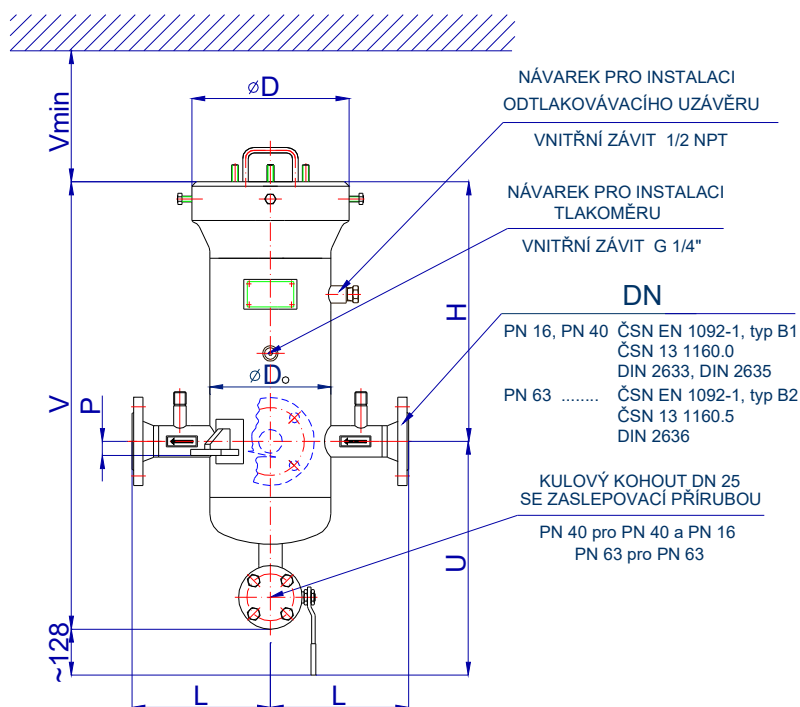 NÁVAREK PRO INSTALACI
ODTLAKOVÁVACÍHO UZÁVĚRU
VNITŘNÍ ZÁVIT 1/2 NPT
NÁVAREK PRO INSTALACI
TLAKOMĚRU
VNITŘNÍ ZÁVIT G 1/4"
DN
PN 16, PN 40 ČSN EN 1092-1, typ B1
ČSN 13 1160.0
DIN 2633, DIN 2635
PN 63 ........ ČSN EN 1092-1, typ B2
ČSN 13 1160.5
DIN 2636
KULOVÝ KOHOUT DN 25
SE ZASLEPOVACÍ PŘÍRUBOU
PN 40 pro PN 40 a PN 16
PN 63 pro PN 63
Vmin
⌀D
V
P
⌀D₀
H
U
~128
L
L